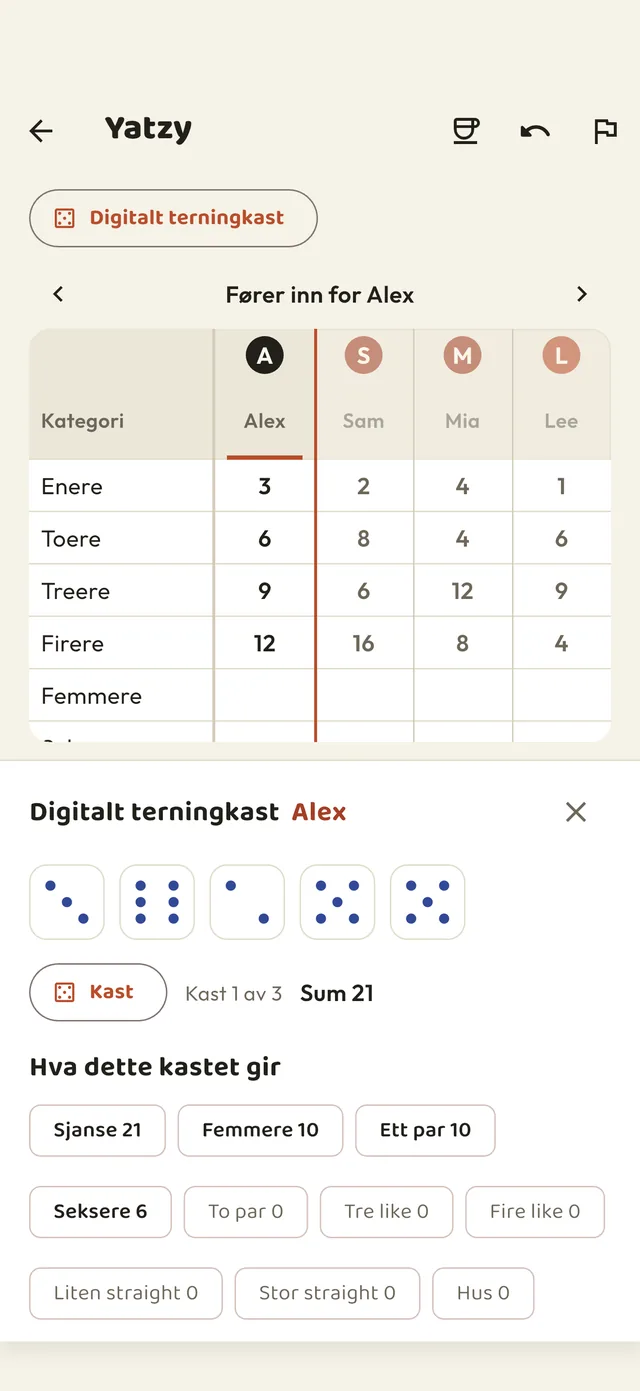 Yatzy
Digitalt terningkast
Fører inn for Alex
A S M L
Kategori Alex Sam Mia Lee
Enere 3 2 4 1
Toere 6 8 4 6
Treere 9 6 12 9
Firere 12 16 8 4
Femmere
Digitalt terningkast Alex
Kast Kast 1 av 3 Sum 21
Hva dette kastet gir
Sjanse 21 Femmere 10 Ett par 10
Seksere 6 To par 0 Tre like 0 Fire like 0
Liten straight 0 Stor straight 0 Hus 0